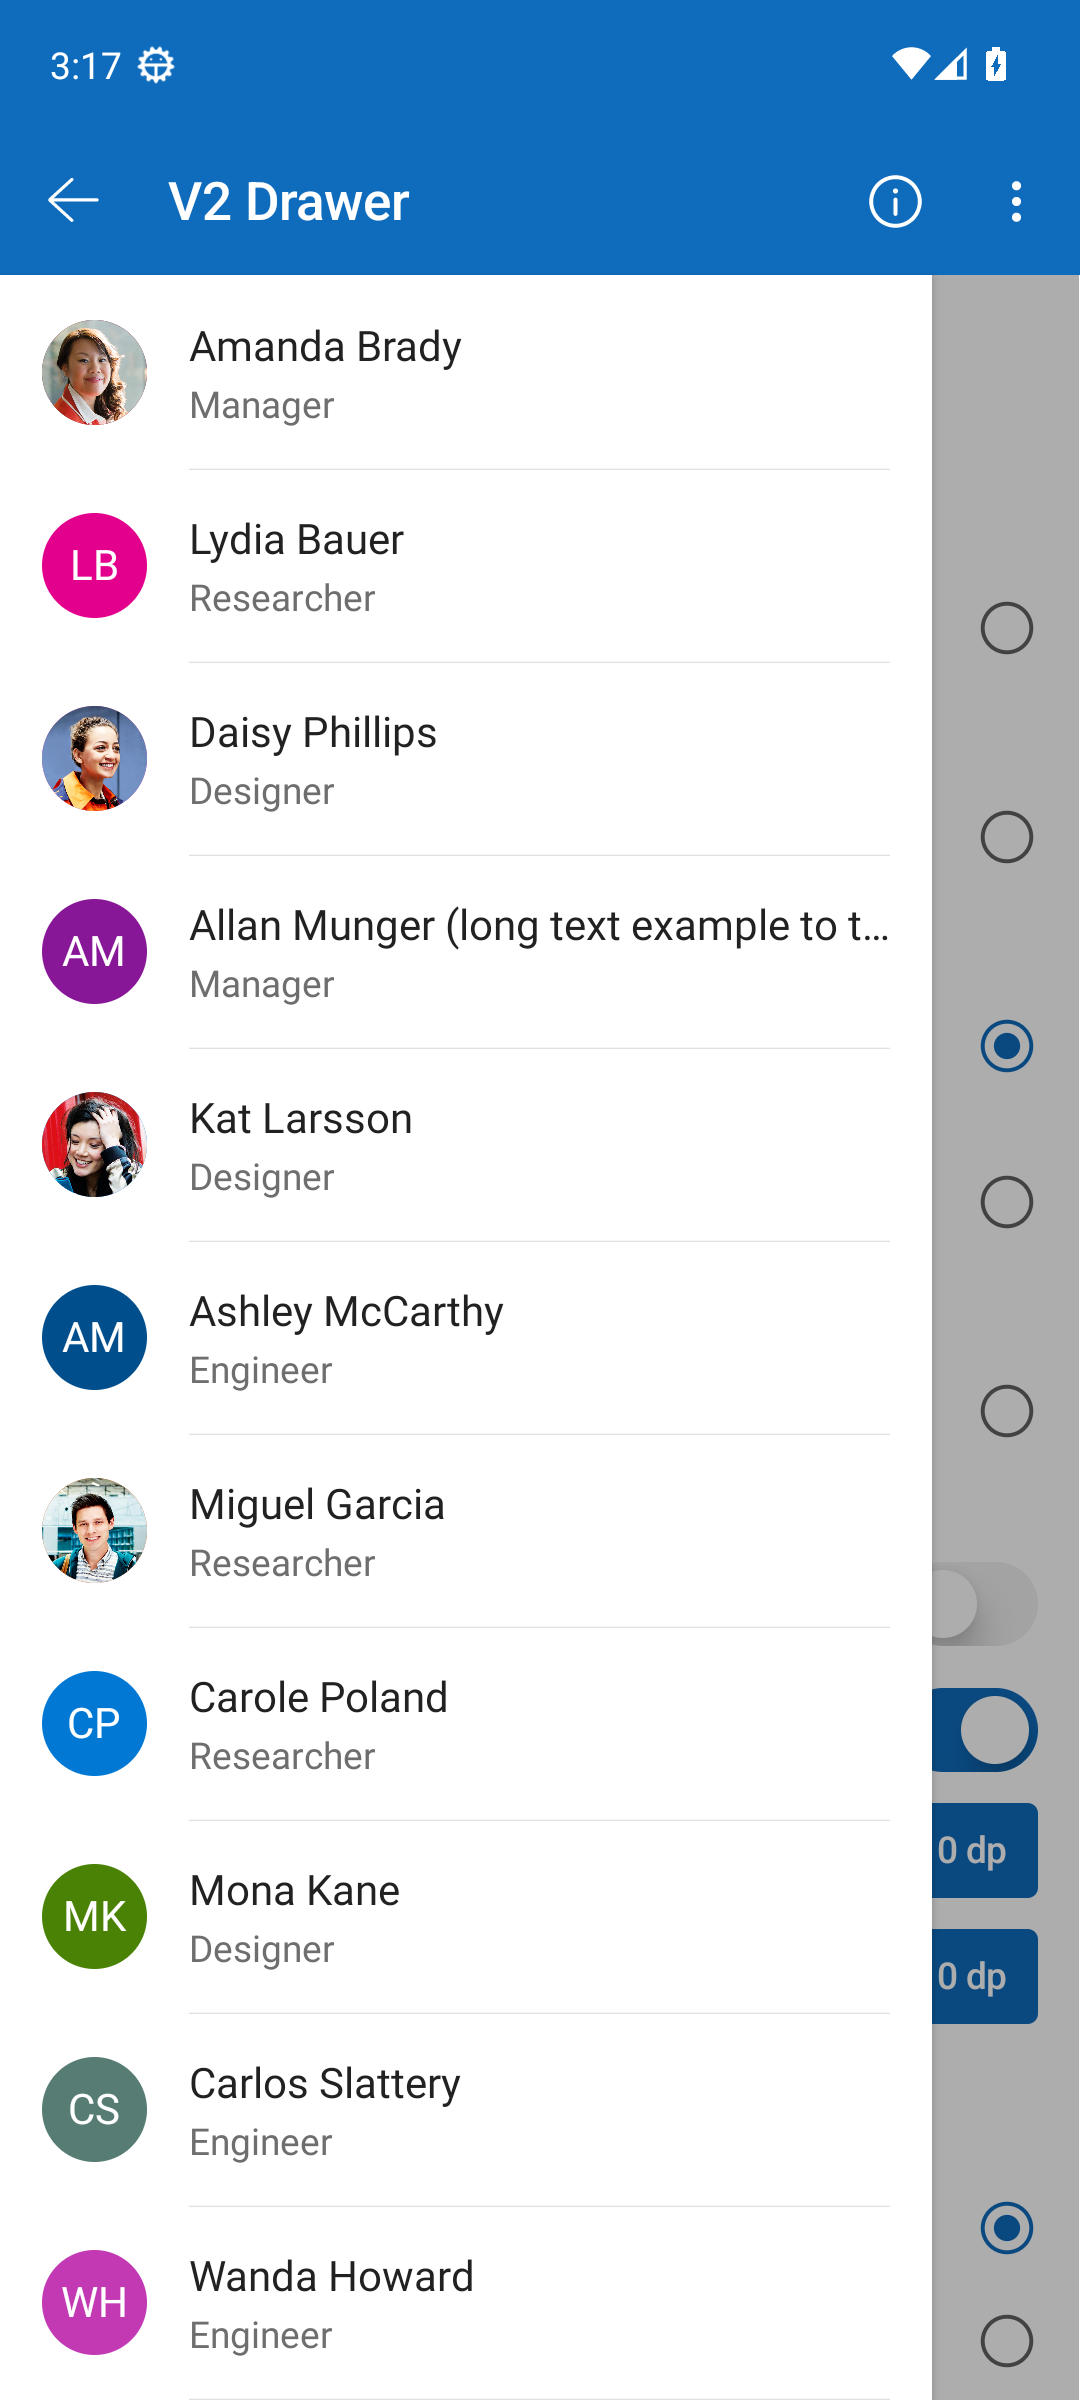 3:17
V2 Drawer
Amanda Brady
Manager
LB
Lydia Bauer
Researcher
Daisy Phillips
Designer
AM
Allan Munger (long text example to t...
Manager
Kat Larsson
Designer
AM
Ashley McCarthy
Engineer
Miguel Garcia
Researcher
CP
Carole Poland
Researcher
0 dp
MK
Mona Kane
Designer
0 dp
CS
Carlos Slattery
Engineer
WH
Wanda Howard
Engineer